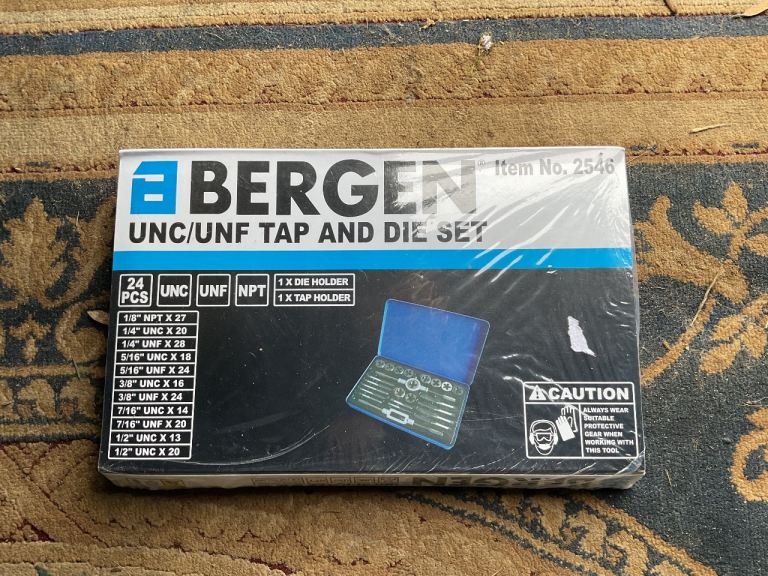 BERGEN® Item No. 2546
UNC/UNF TAP AND DIE SET
24 PCS
UNC
UNF
NPT
1 X DIE HOLDER
1 X TAP HOLDER
1/8" NPT X 27
1/4" UNC X 20
1/4" UNF X 28
5/16" UNC X 18
5/16" UNF X 24
3/8" UNC X 16
3/8" UNF X 24
7/16" UNC X 14
7/16" UNF X 20
1/2" UNC X 13
1/2" UNC X 20
CAUTION
ALWAYS WEAR
SUITABLE
PROTECTIVE
GEAR WHEN
WORKING WITH
THIS TOOL
BERGEN